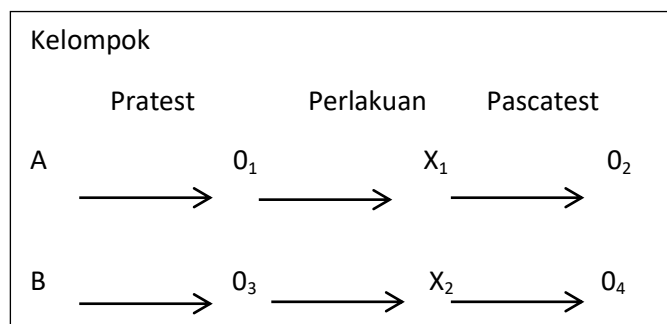 Kelompok
Pratest Perlakuan Pascatest
A 0₁ X₁ 0₂
B 0₃ X₂ 0₄